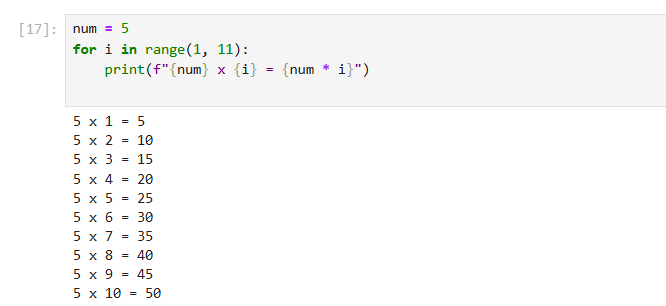 [17]: num = 5
for i in range(1, 11):
    print(f"{num} x {i} = {num * i}")
5 x 1 = 5
5 x 2 = 10
5 x 3 = 15
5 x 4 = 20
5 x 5 = 25
5 x 6 = 30
5 x 7 = 35
5 x 8 = 40
5 x 9 = 45
5 x 10 = 50